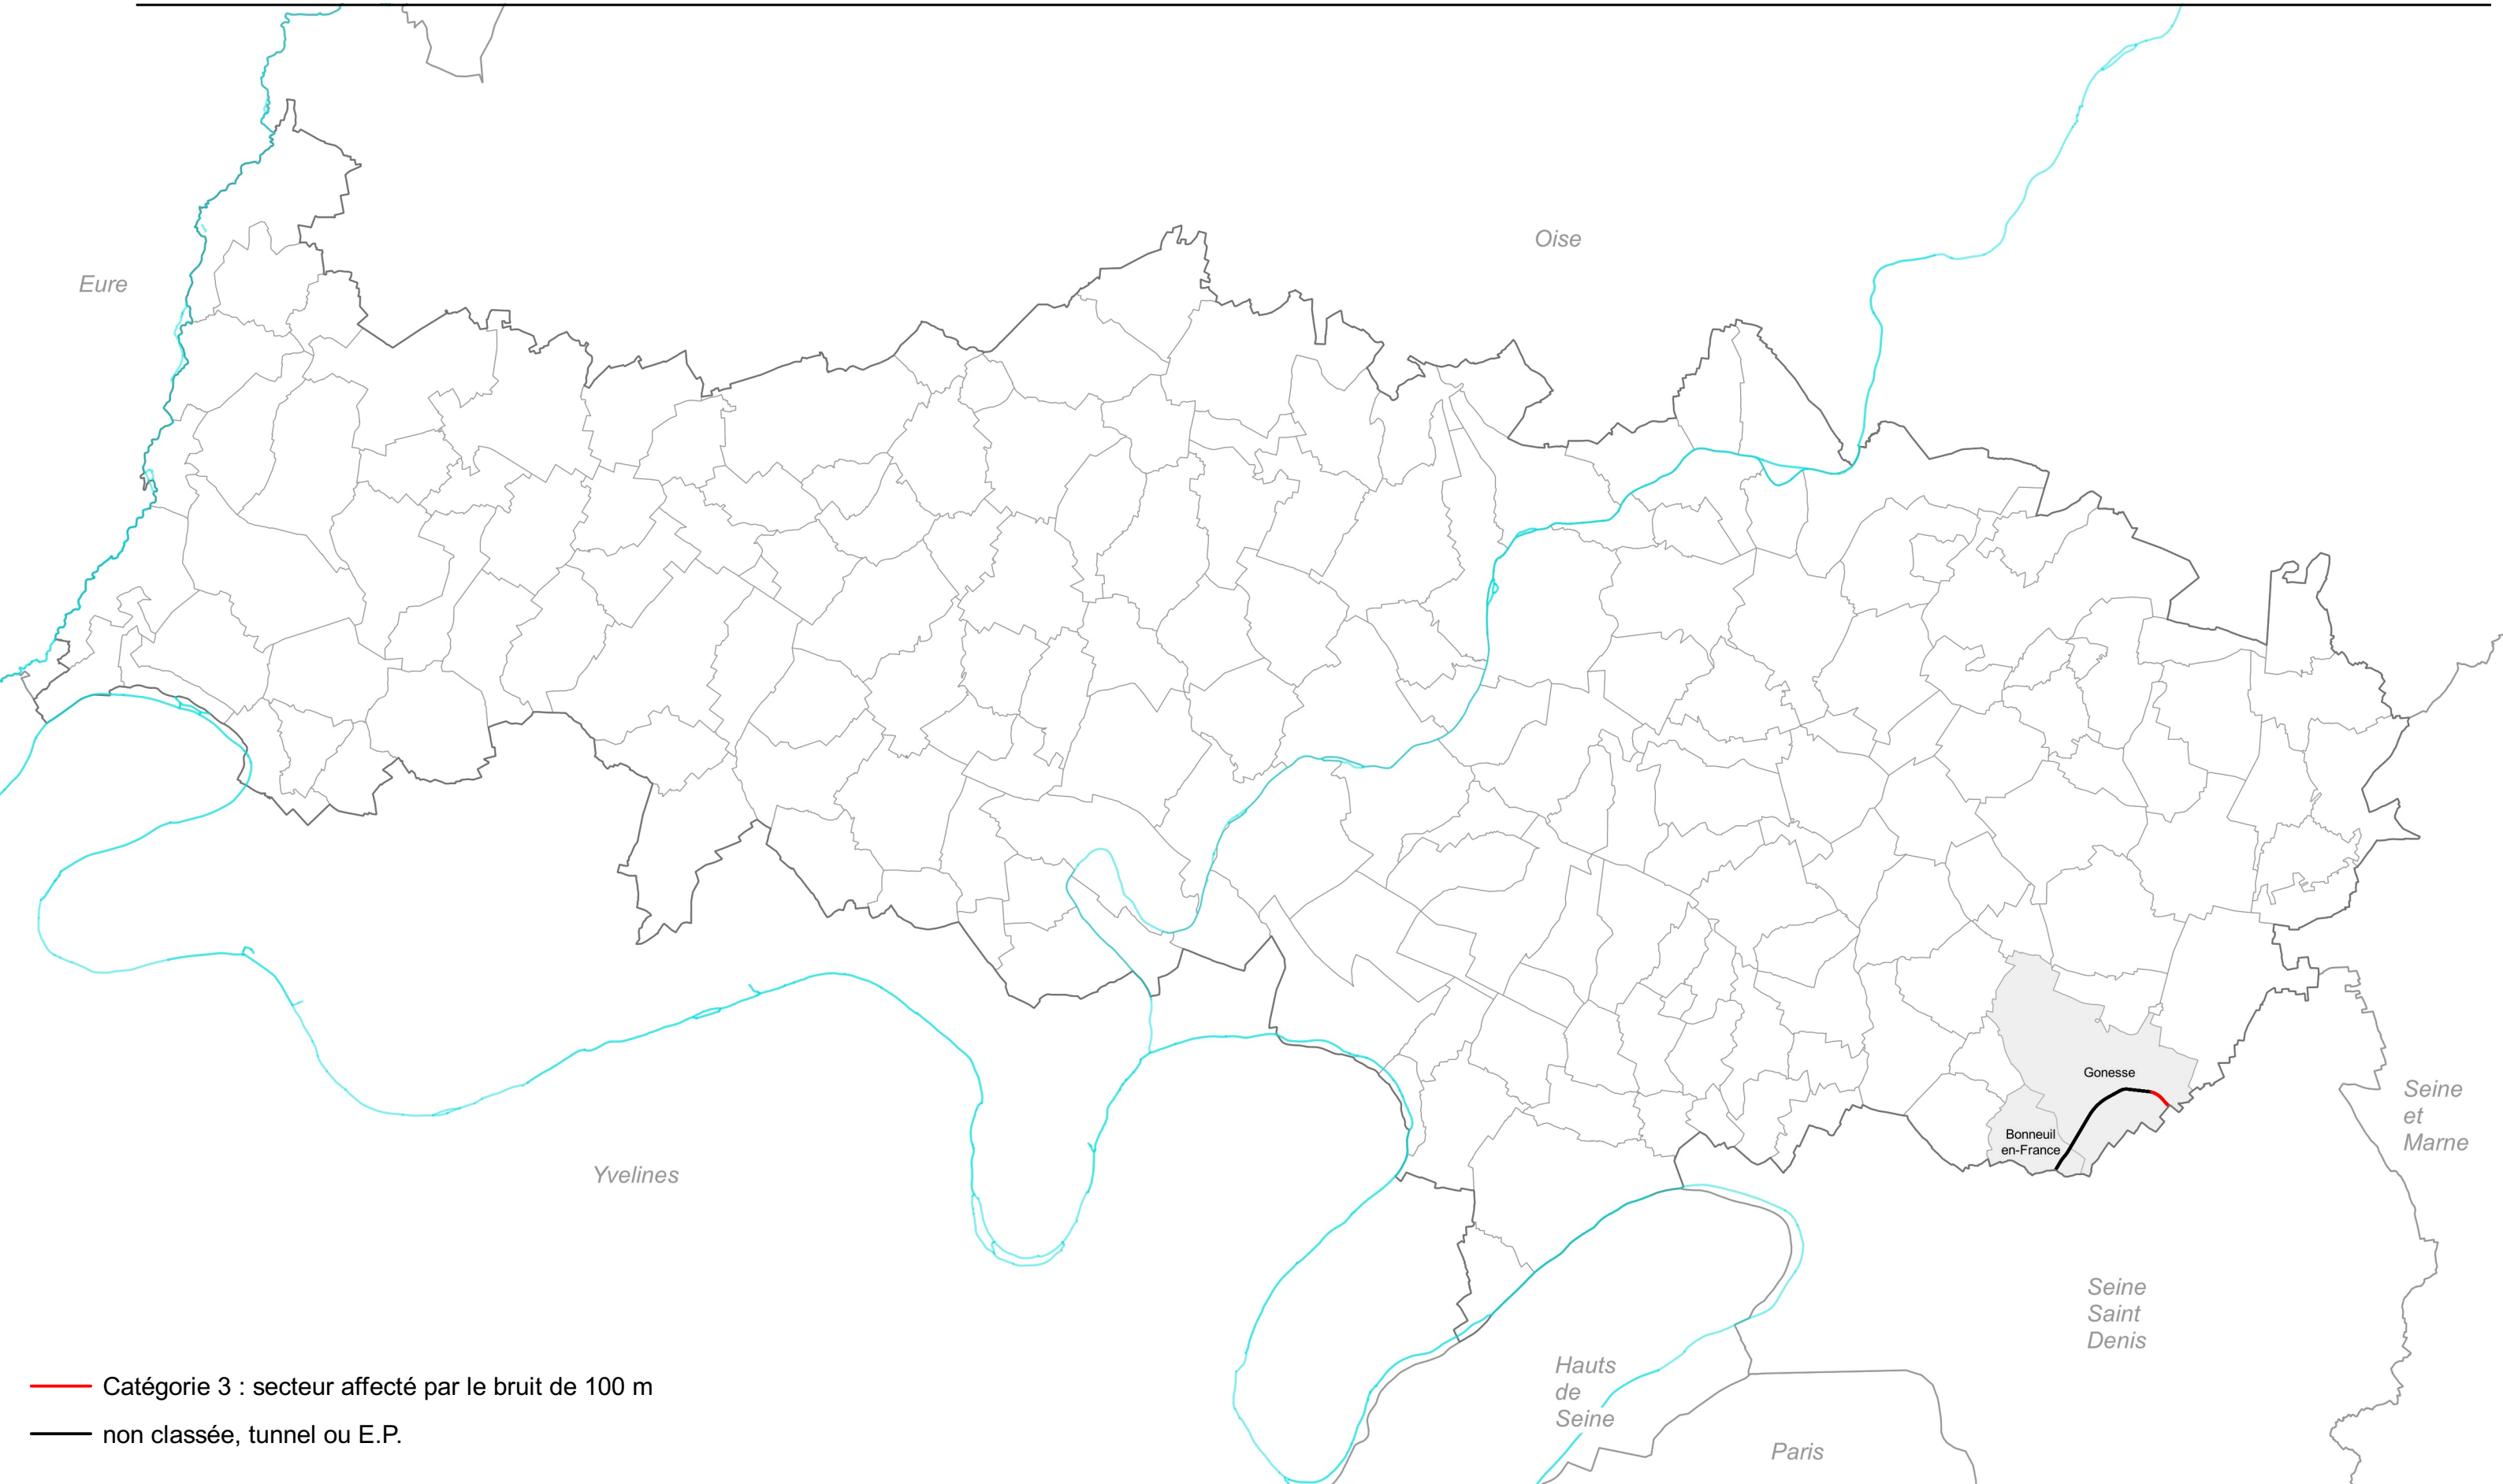 Oise
Eure
Gonesse
Seine
et
Marne
Bonneuil
en-France
Yvelines
Seine
Saint
Denis
Hauts
de
Seine
Catégorie 3 : secteur affecté par le bruit de 100 m
non classée, tunnel ou E.P.
Paris